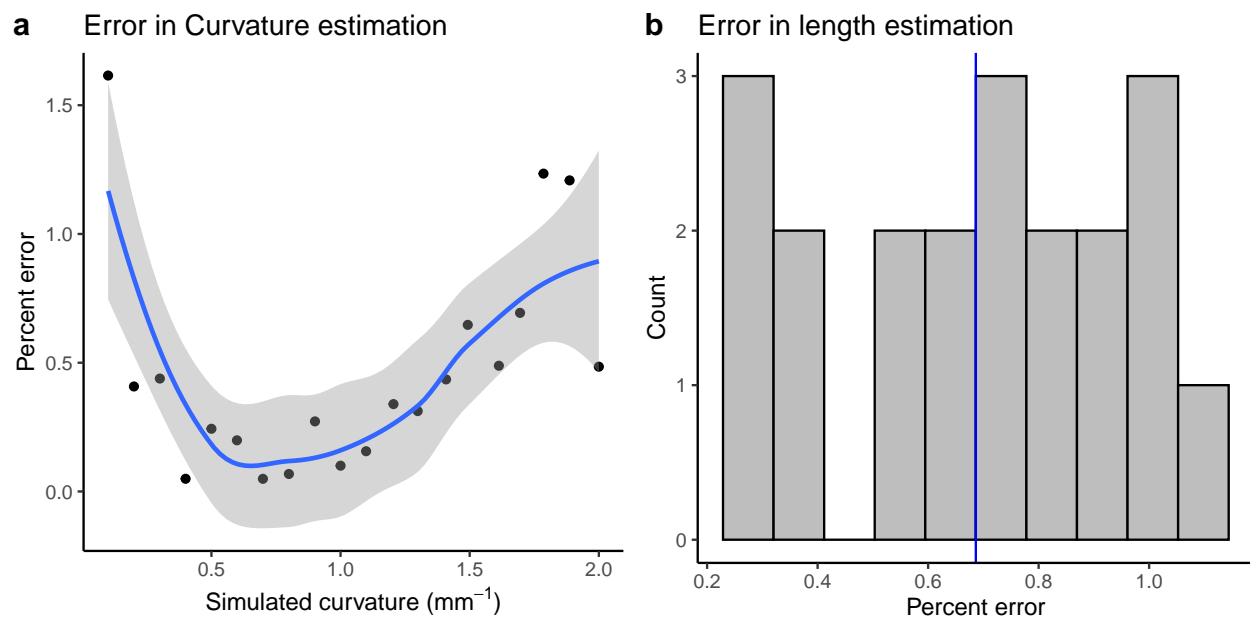 a Error in Curvature estimation
Percent error
1.5
1.0
0.5
0.0
0.5 1.0 1.5 2.0
Simulated curvature (mm−1)
b Error in length estimation
Count
3
2
1
0
0.2 0.4 0.6 0.8 1.0
Percent error